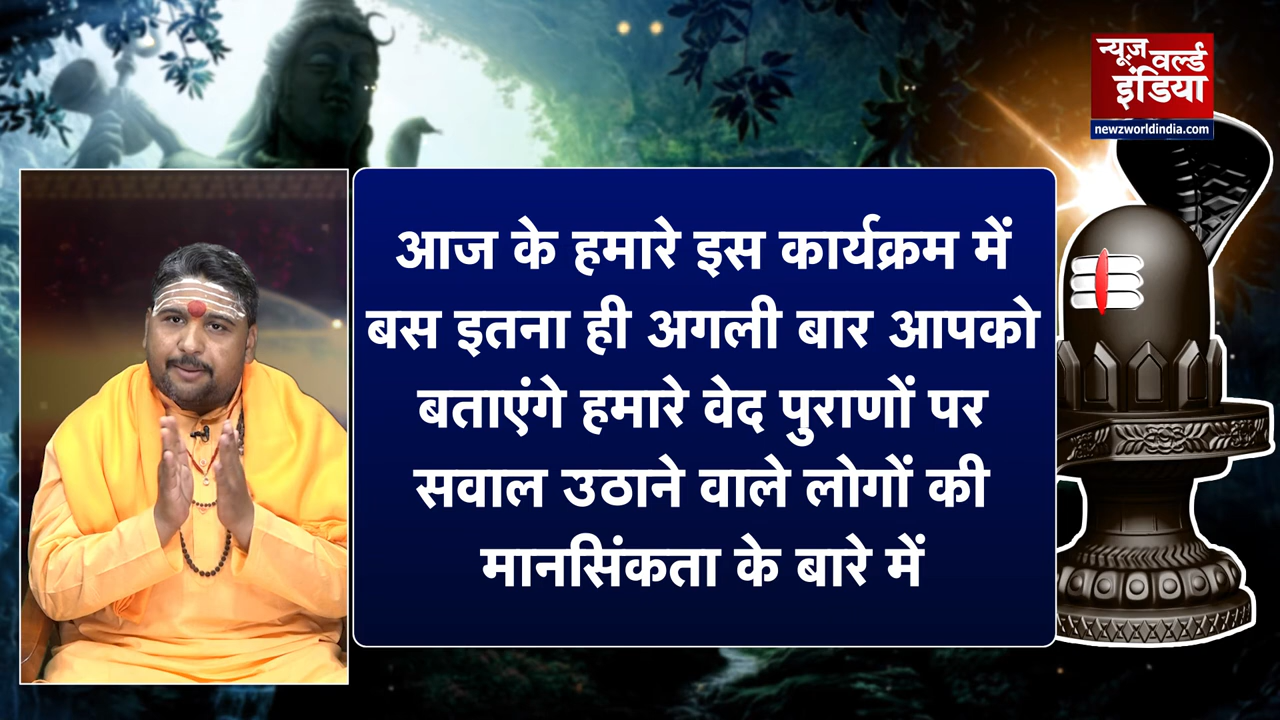 न्यूज़ वर्ल्ड
इंडिया
newzworldindia.com
आज के हमारे इस कार्यक्रम में
बस इतना ही अगली बार आपको
बताएंगे हमारे वेद पुराणों पर
सवाल उठाने वाले लोगों की
मानसिंकता के बारे में